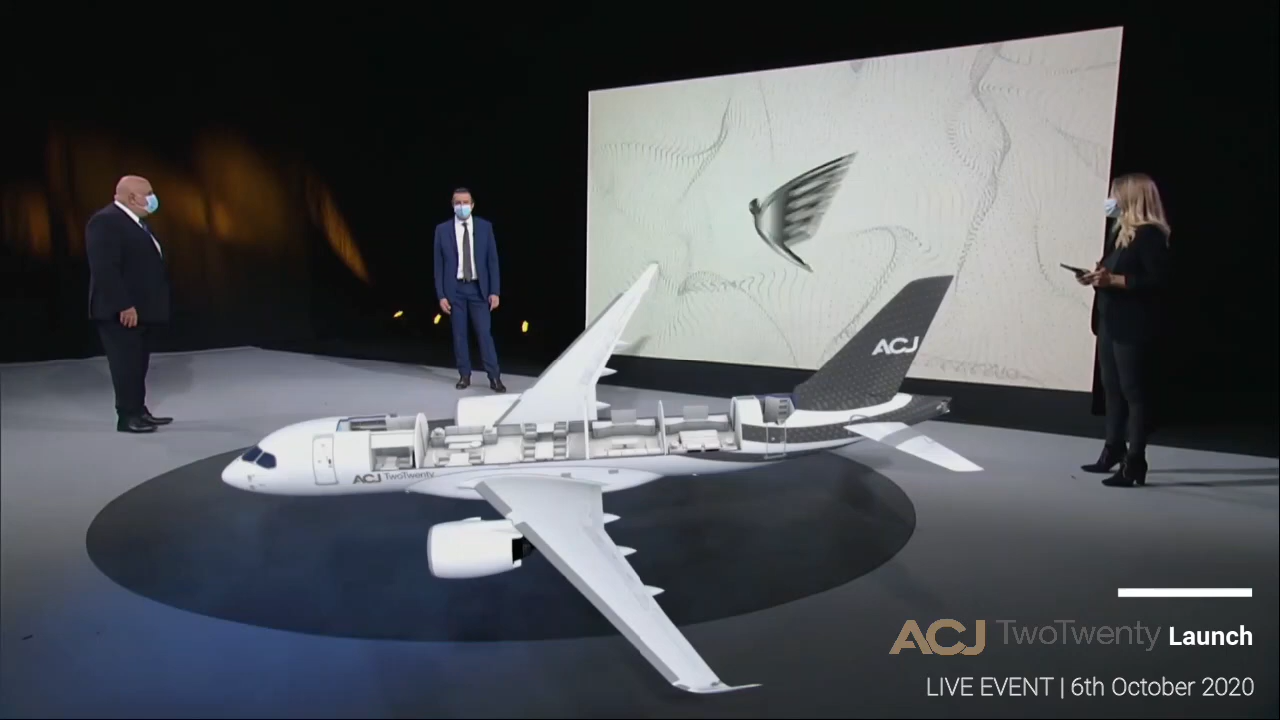 ACJ
ACJ TwoTwenty
ACJ TwoTwenty Launch
LIVE EVENT | 6th October 2020